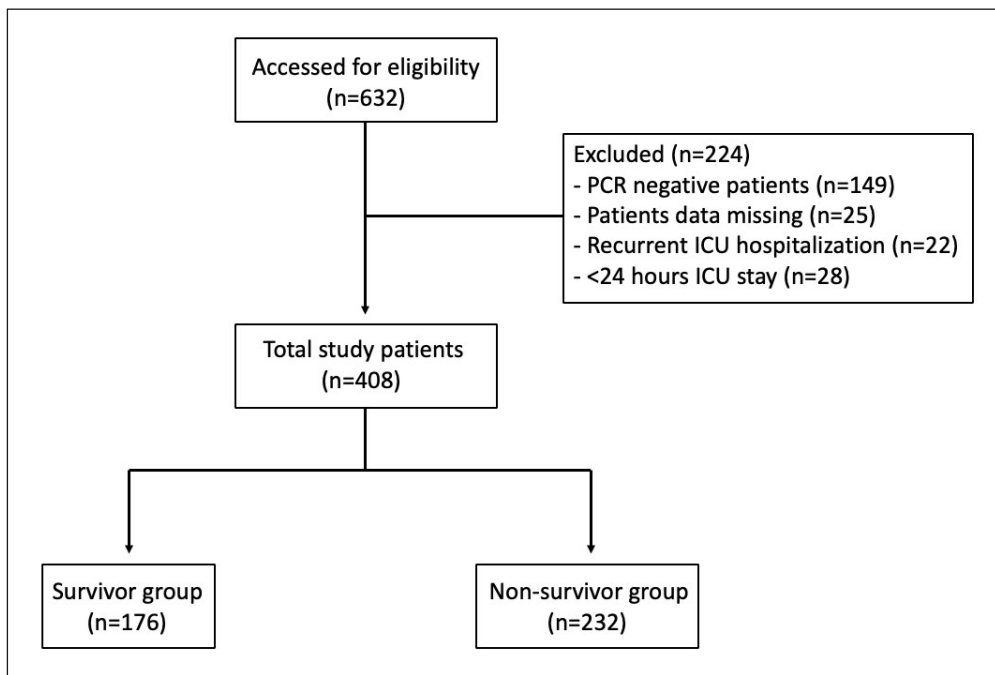 Accessed for eligibility
(n=632)
Excluded (n=224)
- PCR negative patients (n=149)
- Patients data missing (n=25)
- Recurrent ICU hospitalization (n=22)
- <24 hours ICU stay (n=28)
Total study patients
(n=408)
Survivor group
(n=176)
Non-survivor group
(n=232)